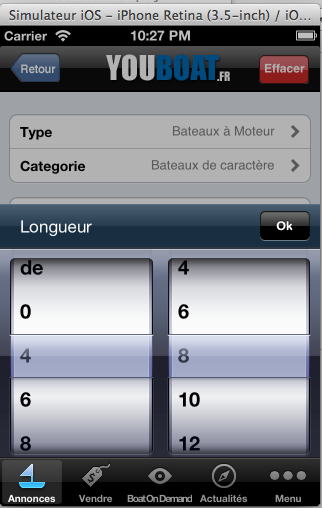 Simulateur iOS - iPhone Retina (3.5-inch) / iO...
Carrier 10:27 PM
Retour YOUBOAT.FR Effacer
Type Bateaux à Moteur
Categorie Bateaux de caractère
Longueur Ok
de 4
0 6
4 8
6 10
8 12
Annonces Vendre BoatOnDemand Actualités Menu